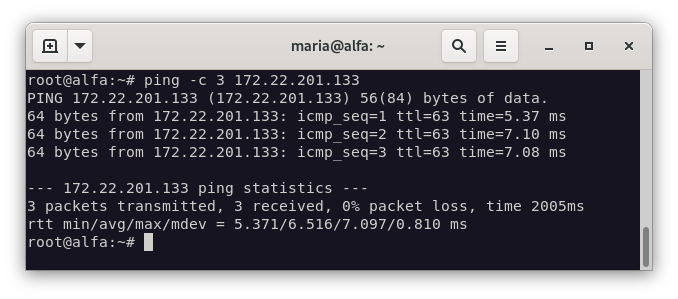 maria@alfa: ~
root@alfa:~# ping -c 3 172.22.201.133
PING 172.22.201.133 (172.22.201.133) 56(84) bytes of data.
64 bytes from 172.22.201.133: icmp_seq=1 ttl=63 time=5.37 ms
64 bytes from 172.22.201.133: icmp_seq=2 ttl=63 time=7.10 ms
64 bytes from 172.22.201.133: icmp_seq=3 ttl=63 time=7.08 ms

--- 172.22.201.133 ping statistics ---
3 packets transmitted, 3 received, 0% packet loss, time 2005ms
rtt min/avg/max/mdev = 5.371/6.516/7.097/0.810 ms
root@alfa:~#